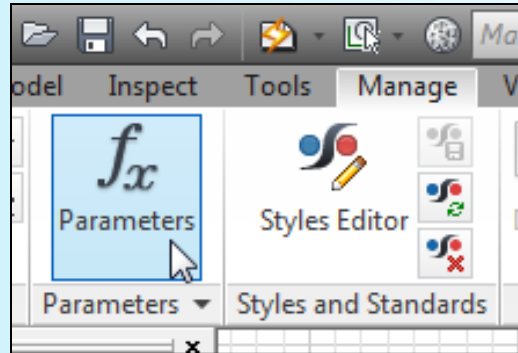 Ma
odel Inspect Tools Manage V
fx
Parameters Styles Editor
Parameters Styles and Standards